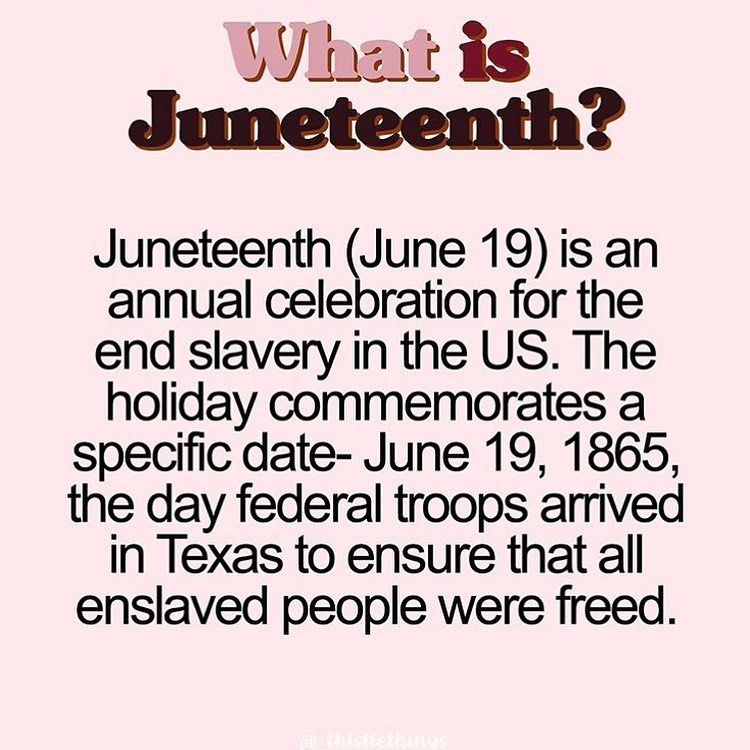 What is
Juneteenth?
Juneteenth (June 19) is an
annual celebration for the
end slavery in the US. The
holiday commemorates a
specific date- June 19, 1865,
the day federal troops arrived
in Texas to ensure that all
enslaved people were freed.
@_thistlethings